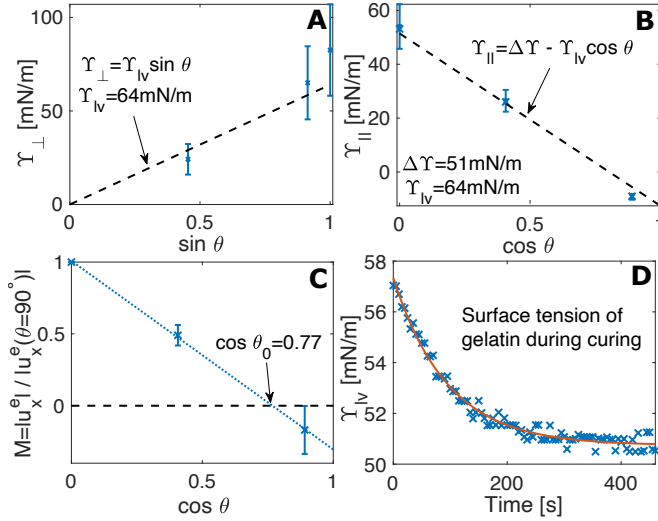 A
100
50
0
0
0.5
1
ϒ⊥ [mN/m]
sin θ
ϒ⊥=ϒlv sin θ
ϒlv=64mN/m
B
60
40
20
0
0
0.5
1
ϒ|| [mN/m]
cos θ
ϒ||=Δϒ - ϒlvcos θ
Δϒ=51mN/m
ϒlv=64mN/m
C
1
0.5
0
0
0.5
1
M=|uxe| / |uxe(θ=90°)|
cos θ
cos θ0=0.77
D
58
56
54
52
50
0
200
400
ϒlv [mN/m]
Time [s]
Surface tension of
gelatin during curing